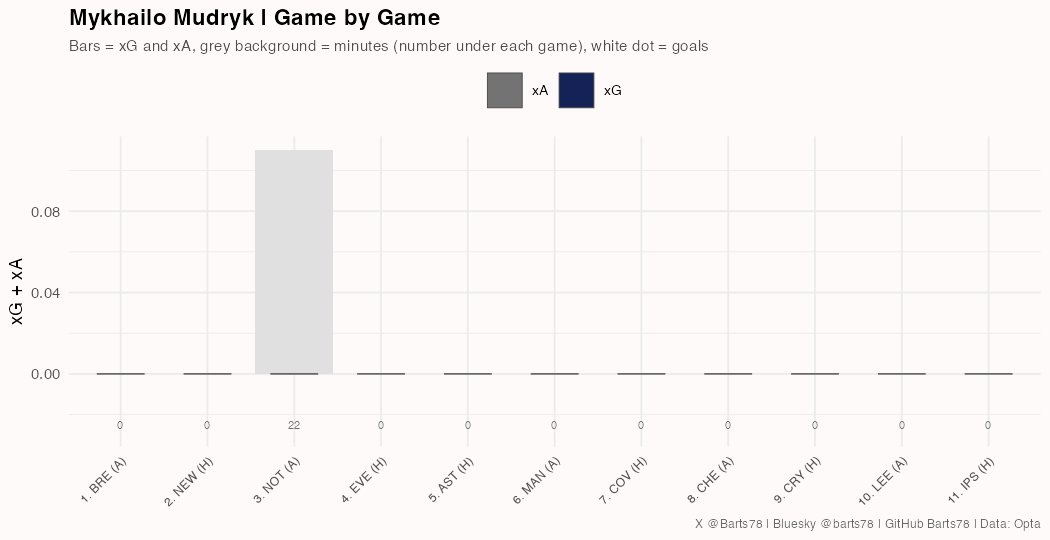 Mykhailo Mudryk | Game by Game
Bars = xG and xA, grey background = minutes (number under each game), white dot = goals
xA xG
xG + xA
0.08
0.04
0.00
0 0 22 0 0 0 0 0 0 0 0
1. BRE (A) 2. NEW (H) 3. NOT (A) 4. EVE (H) 5. AST (H) 6. MAN (A) 7. COV (H) 8. CHE (A) 9. CRY (H) 10. LEE (A) 11. IPS (H)
X @Barts78 | Bluesky @barts78 | GitHub Barts78 | Data: Opta